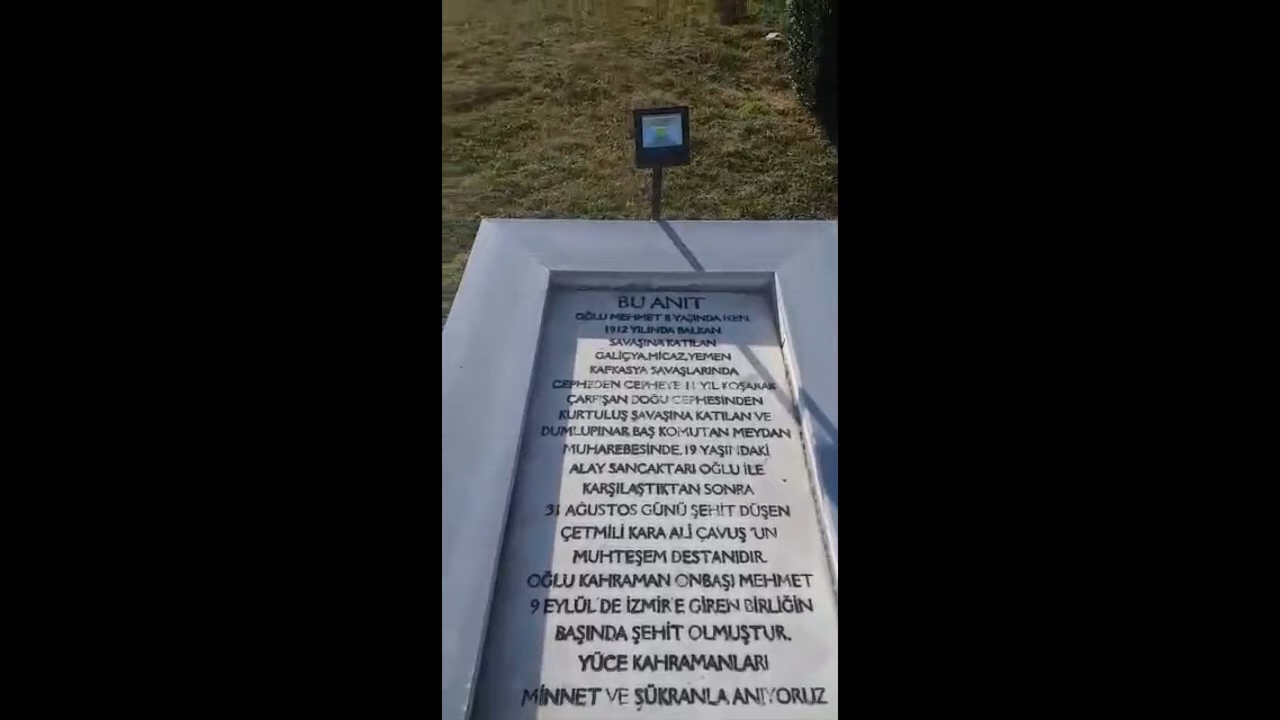 BU ANIT
OĞLU MEHMET 8 YAŞINDA İKEN,
1912 YILINDA BALKAN
SAVAŞINA KATILAN
GALİÇYA,HİCAZ,YEMEN
KAFKASYA SAVAŞLARINDA
CEPHEDEN CEPHEYE 11 YIL KOŞARAK
ÇARPIŞAN DOĞU CEPHESİNDEN
KURTULUŞ SAVAŞINA KATILAN VE
DUMLUPINAR BAŞ KOMUTAN MEYDAN
MUHAREBESİNDE, 19 YAŞINDAKİ
ALAY SANCAKTARI OĞLU İLE
KARŞILAŞTIKTAN SONRA
31 AĞUSTOS GÜNÜ ŞEHİT DÜŞEN
ÇETMİLİ KARA ALİ ÇAVUŞ 'UN
MUHTEŞEM DESTANIDIR.
OĞLU KAHRAMAN ONBAŞI MEHMET
9 EYLÜL'DE İZMİR'E GİREN BİRLİĞİN
BAŞINDA ŞEHİT OLMUŞTUR.
YÜCE KAHRAMANLARI
MİNNET VE ŞÜKRANLA ANIYORUZ